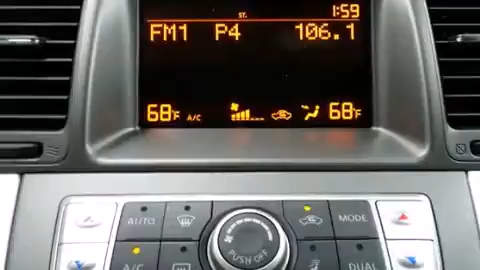 ST. 1:59
FM1 P4 106.1
68°F A/C 68°F
AUTO MODE
PUSH·OFF
A/C DUAL